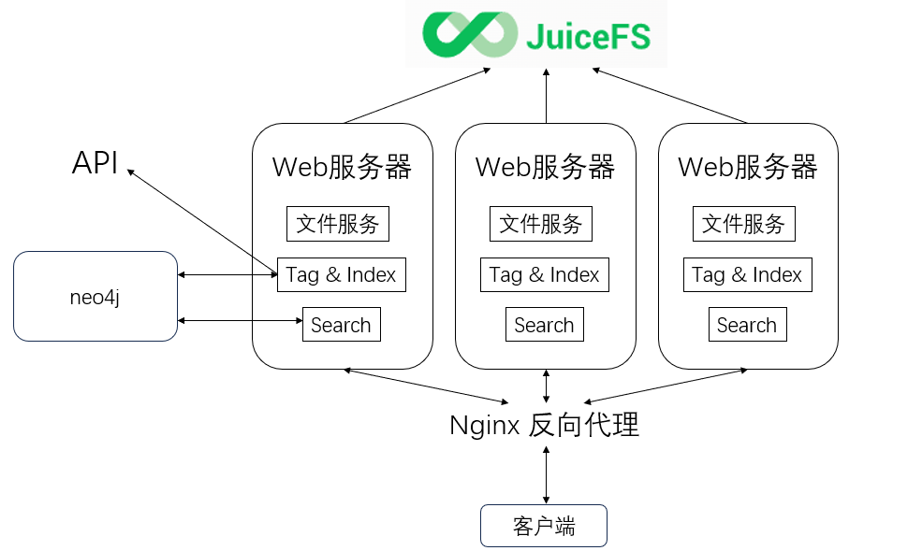 JuiceFS
API
Web服务器
文件服务
Tag & Index
Search
Web服务器
文件服务
Tag & Index
Search
Web服务器
文件服务
Tag & Index
Search
neo4j
Nginx 反向代理
客户端